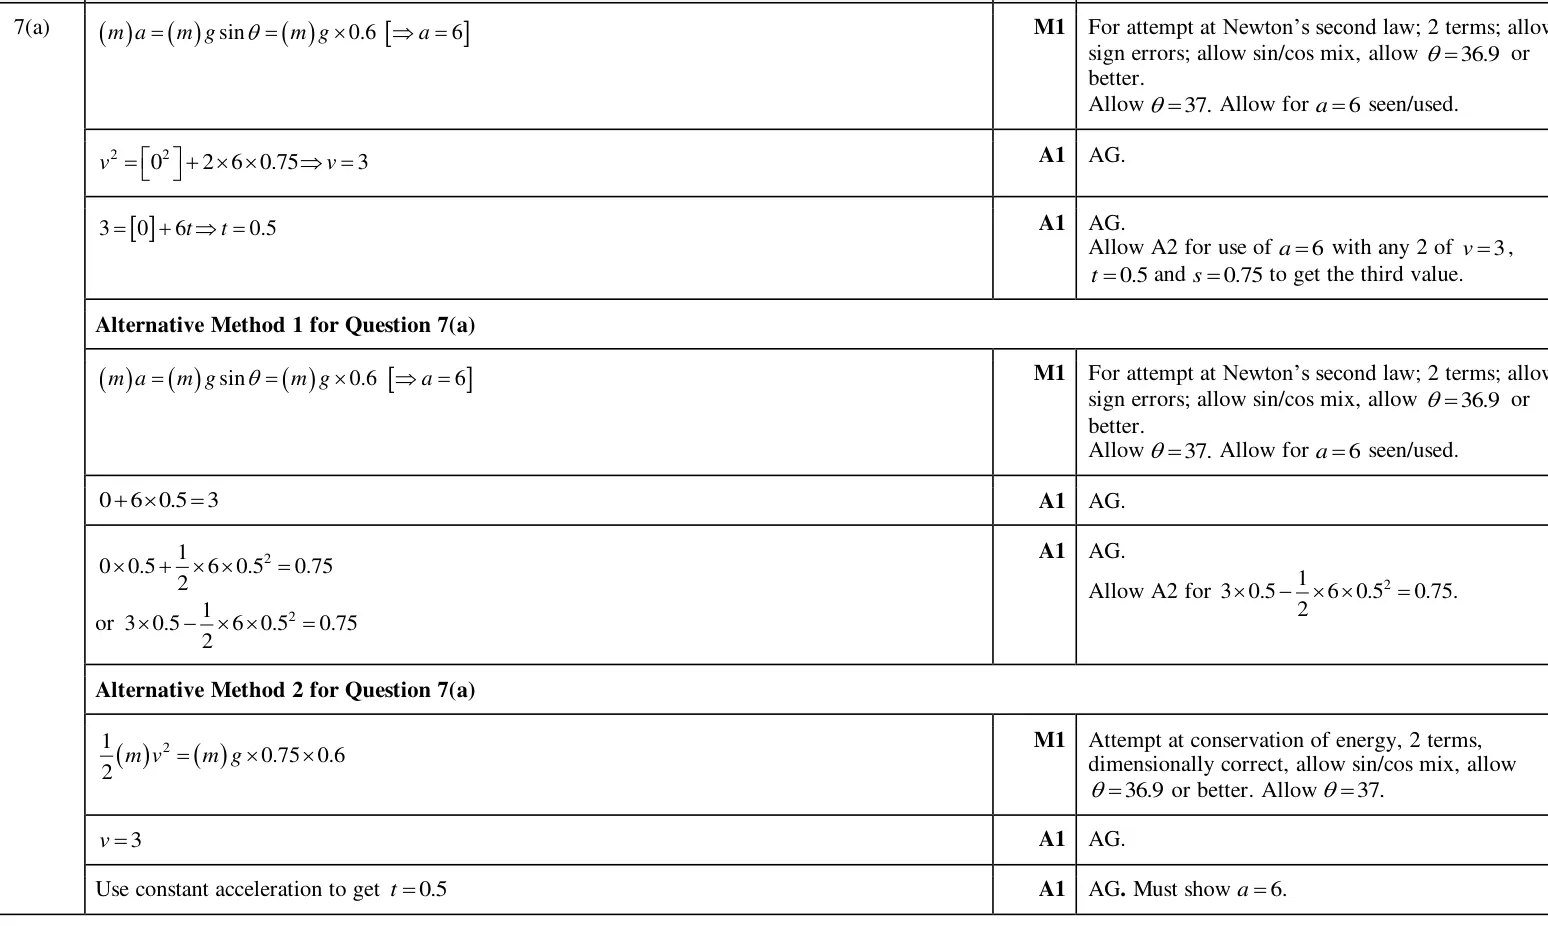 7(a)
(m)a = (m)g sinθ = (m)g × 0.6 [⇒ a = 6]
M1
For attempt at Newton's second law; 2 terms; allow
sign errors; allow sin/cos mix, allow θ = 36.9 or
better.
Allow θ = 37. Allow for a = 6 seen/used.
v² = [0²] + 2 × 6 × 0.75 ⇒ v = 3
A1
AG.
3 = [0] + 6t ⇒ t = 0.5
A1
AG.
Allow A2 for use of a = 6 with any 2 of v = 3,
t = 0.5 and s = 0.75 to get the third value.
Alternative Method 1 for Question 7(a)
(m)a = (m)g sinθ = (m)g × 0.6 [⇒ a = 6]
M1
For attempt at Newton's second law; 2 terms; allow
sign errors; allow sin/cos mix, allow θ = 36.9 or
better.
Allow θ = 37. Allow for a = 6 seen/used.
0 + 6 × 0.5 = 3
A1
AG.
0 × 0.5 + 1/2 × 6 × 0.5² = 0.75
or 3 × 0.5 − 1/2 × 6 × 0.5² = 0.75
A1
AG.
Allow A2 for 3 × 0.5 − 1/2 × 6 × 0.5² = 0.75.
Alternative Method 2 for Question 7(a)
1/2 (m)v² = (m)g × 0.75 × 0.6
M1
Attempt at conservation of energy, 2 terms,
dimensionally correct, allow sin/cos mix, allow
θ = 36.9 or better. Allow θ = 37.
v = 3
A1
AG.
Use constant acceleration to get t = 0.5
A1
AG. Must show a = 6.